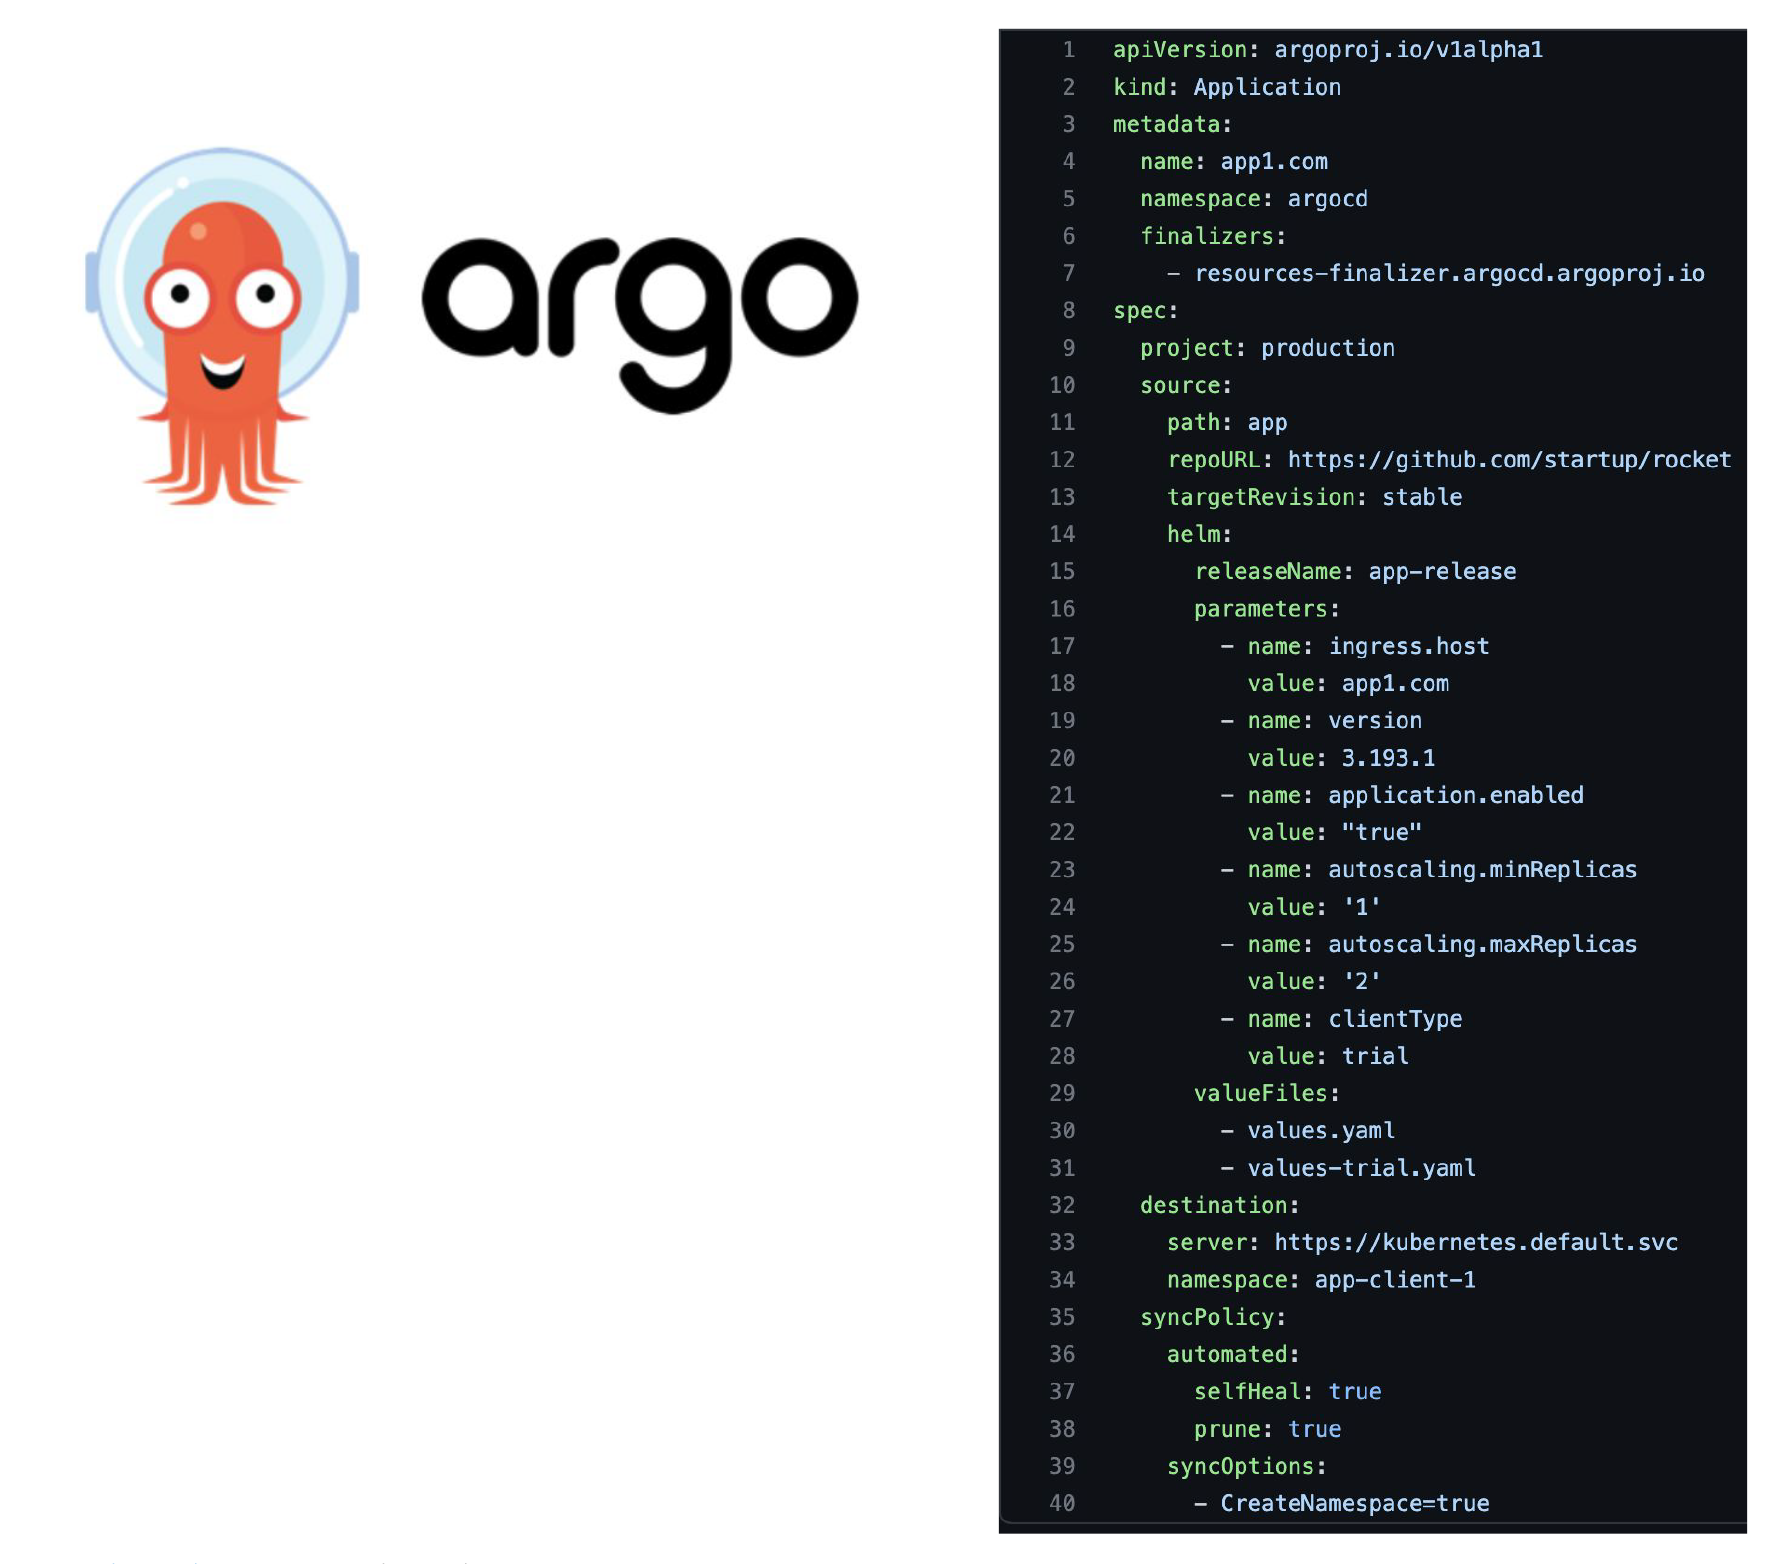 argo
1 apiVersion: argoproj.io/v1alpha1
2 kind: Application
3 metadata:
4   name: app1.com
5   namespace: argocd
6   finalizers:
7     - resources-finalizer.argocd.argoproj.io
8 spec:
9   project: production
10   source:
11     path: app
12     repoURL: https://github.com/startup/rocket
13     targetRevision: stable
14     helm:
15       releaseName: app-release
16       parameters:
17         - name: ingress.host
18           value: app1.com
19         - name: version
20           value: 3.193.1
21         - name: application.enabled
22           value: "true"
23         - name: autoscaling.minReplicas
24           value: '1'
25         - name: autoscaling.maxReplicas
26           value: '2'
27         - name: clientType
28           value: trial
29       valueFiles:
30         - values.yaml
31         - values-trial.yaml
32   destination:
33     server: https://kubernetes.default.svc
34     namespace: app-client-1
35   syncPolicy:
36     automated:
37       selfHeal: true
38       prune: true
39     syncOptions:
40       - CreateNamespace=true